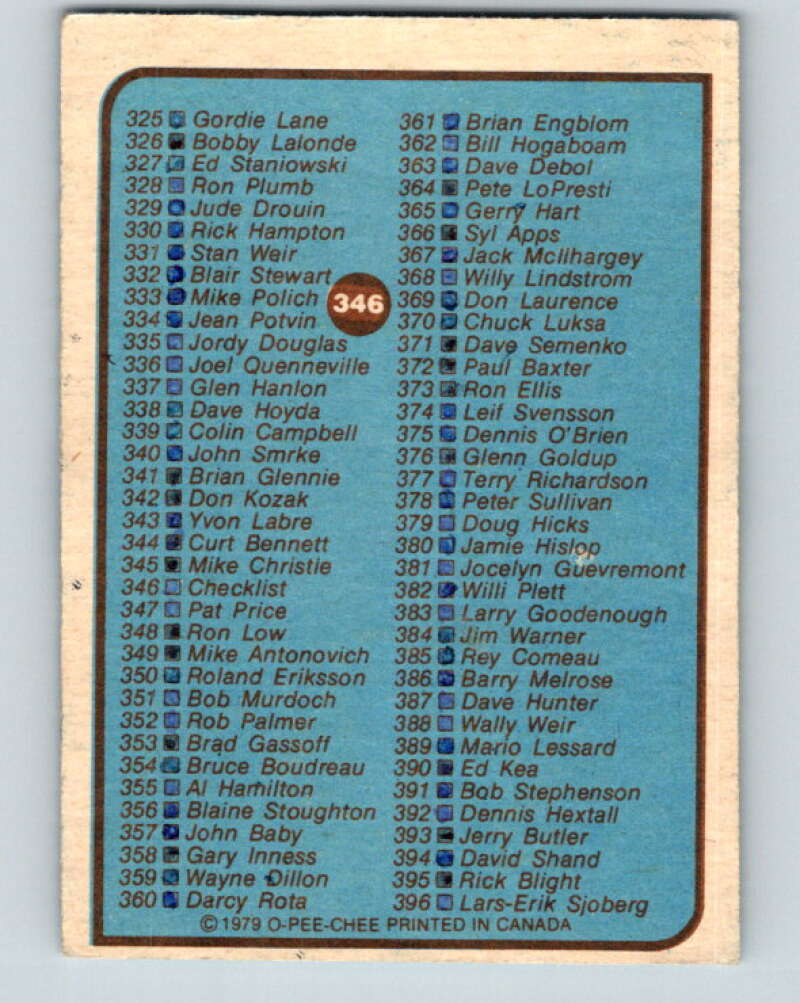 325 Gordie Lane
326 Bobby Lalonde
327 Ed Staniowski
328 Ron Plumb
329 Jude Drouin
330 Rick Hampton
331 Stan Weir
332 Blair Stewart
333 Mike Polich
334 Jean Potvin
335 Jordy Douglas
336 Joel Quenneville
337 Glen Hanlon
338 Dave Hoyda
339 Colin Campbell
340 John Smrke
341 Brian Glennie
342 Don Kozak
343 Yvon Labre
344 Curt Bennett
345 Mike Christie
346 Checklist
347 Pat Price
348 Ron Low
349 Mike Antonovich
350 Roland Eriksson
351 Bob Murdoch
352 Rob Palmer
353 Brad Gassoff
354 Bruce Boudreau
355 Al Hamilton
356 Blaine Stoughton
357 John Baby
358 Gary Inness
359 Wayne Dillon
360 Darcy Rota
346
361 Brian Engblom
362 Bill Hogaboam
363 Dave Debol
364 Pete LoPresti
365 Gerry Hart
366 Syl Apps
367 Jack McIlhargey
368 Willy Lindstrom
369 Don Laurence
370 Chuck Luksa
371 Dave Semenko
372 Paul Baxter
373 Ron Ellis
374 Leif Svensson
375 Dennis O'Brien
376 Glenn Goldup
377 Terry Richardson
378 Peter Sullivan
379 Doug Hicks
380 Jamie Hislop
381 Jocelyn Guevremont
382 Willi Plett
383 Larry Goodenough
384 Jim Warner
385 Rey Comeau
386 Barry Melrose
387 Dave Hunter
388 Wally Weir
389 Mario Lessard
390 Ed Kea
391 Bob Stephenson
392 Dennis Hextall
393 Jerry Butler
394 David Shand
395 Rick Blight
396 Lars-Erik Sjoberg
© 1979 O-PEE-CHEE PRINTED IN CANADA